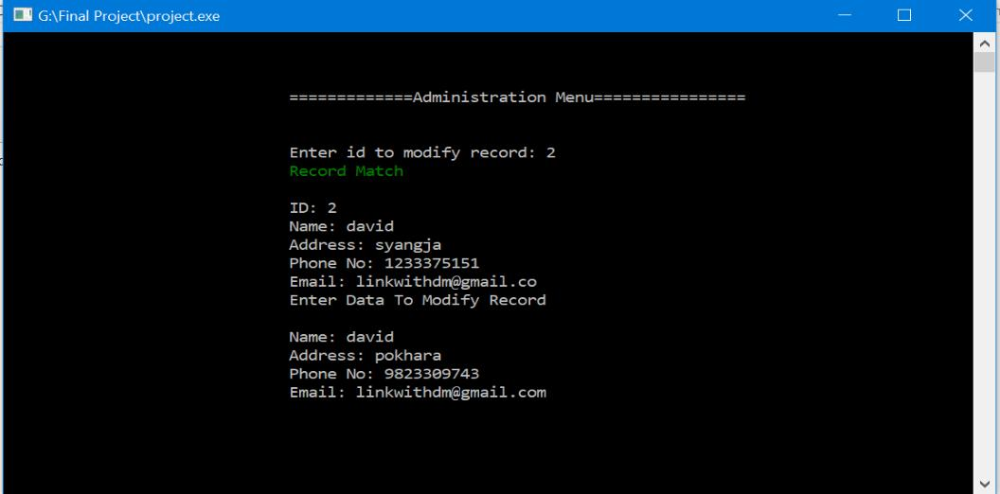 G:\Final Project\project.exe
=============Administration Menu================
Enter id to modify record: 2
Record Match
ID: 2
Name: david
Address: syangja
Phone No: 1233375151
Email: linkwithdm@gmail.co
Enter Data To Modify Record
Name: david
Address: pokhara
Phone No: 9823309743
Email: linkwithdm@gmail.com